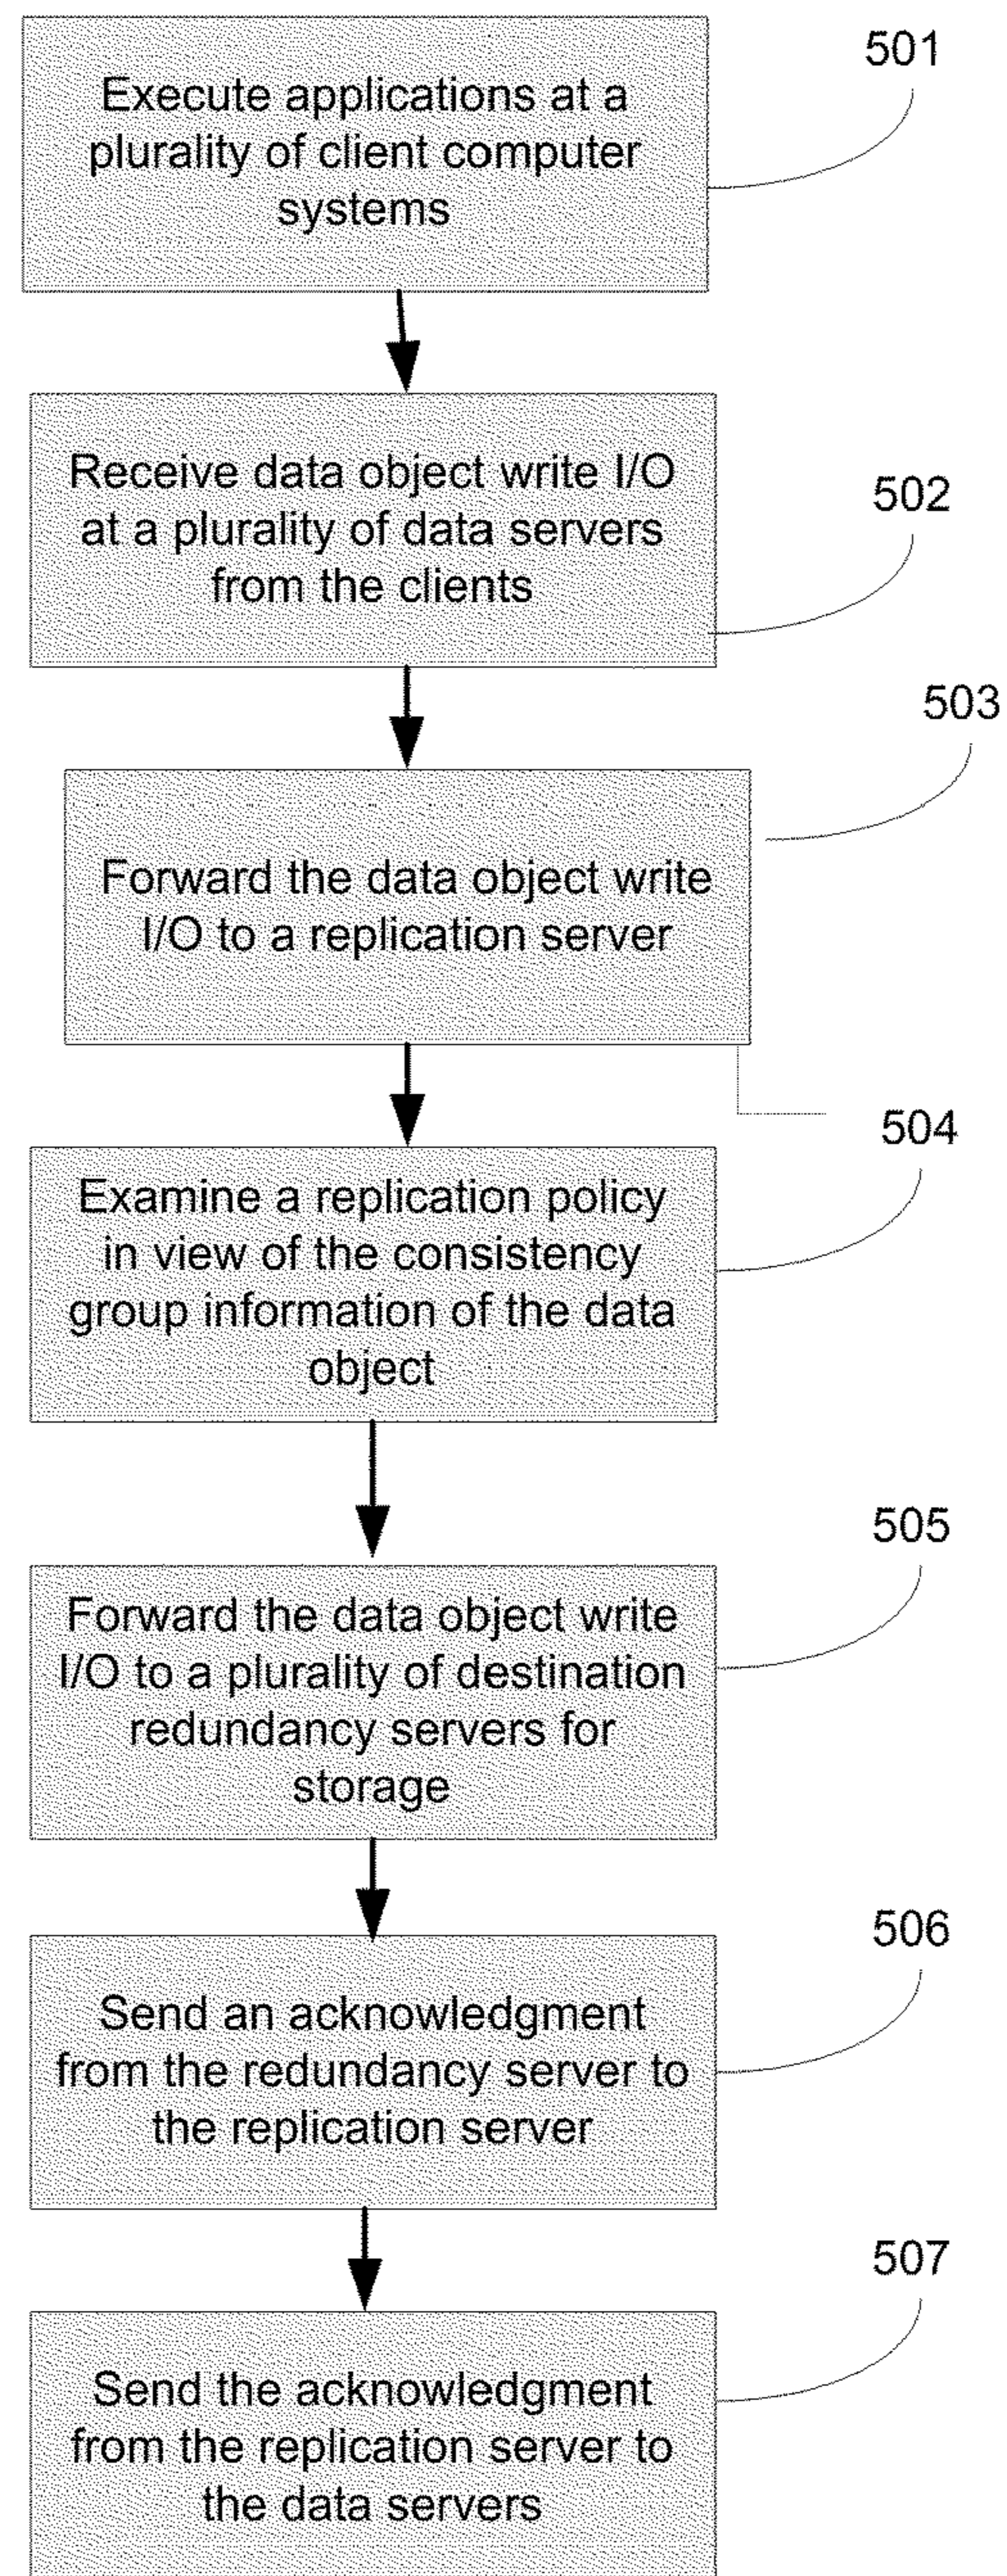 501
Execute applications at a
plurality of client computer
systems
502
Receive data object write I/O
at a plurality of data servers
from the clients
503
Forward the data object write
I/O to a replication server
504
Examine a replication policy
in view of the consistency
group information of the data
object
505
Forward the data object write
I/O to a plurality of destination
redundancy servers for
storage
506
Send an acknowledgment
from the redundancy server to
the replication server
507
Send the acknowledgment
from the replication server to
the data servers